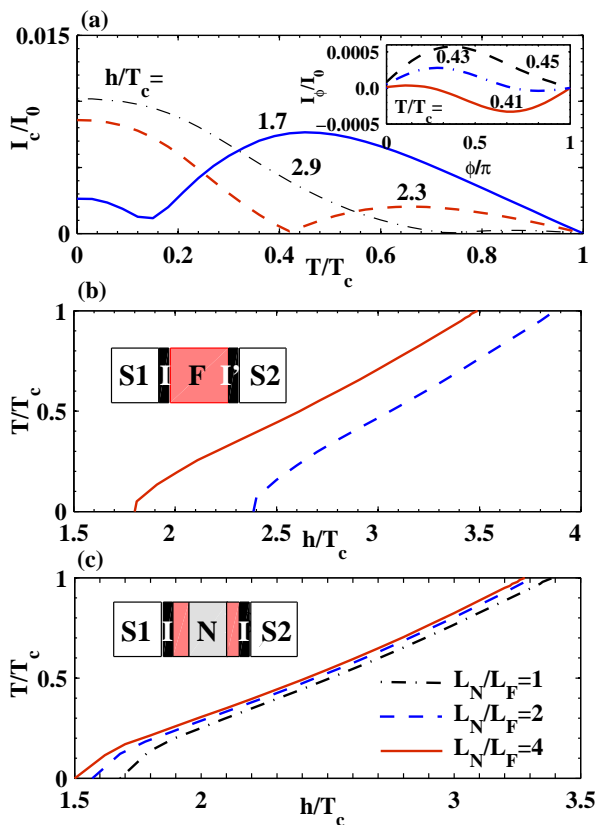 (a)
0.015
I_c/I_0
0
h/T_c=
1.7
2.9
2.3
0 0.2 0.4 0.6 0.8 1
T/T_c
0.0005
0.0
−0.0005
I_ϕ/I_0
0.43
0.45
0.41
T/T_c=
0 0.5 1
ϕ/π
(b)
1
0.5
0
T/T_c
S1 I F I' S2
1.5 2 2.5 3 3.5 4
h/T_c
(c)
1
0.5
0
T/T_c
S1 I N I S2
L_N/L_F=1
L_N/L_F=2
L_N/L_F=4
1.5 2 2.5 3 3.5
h/T_c